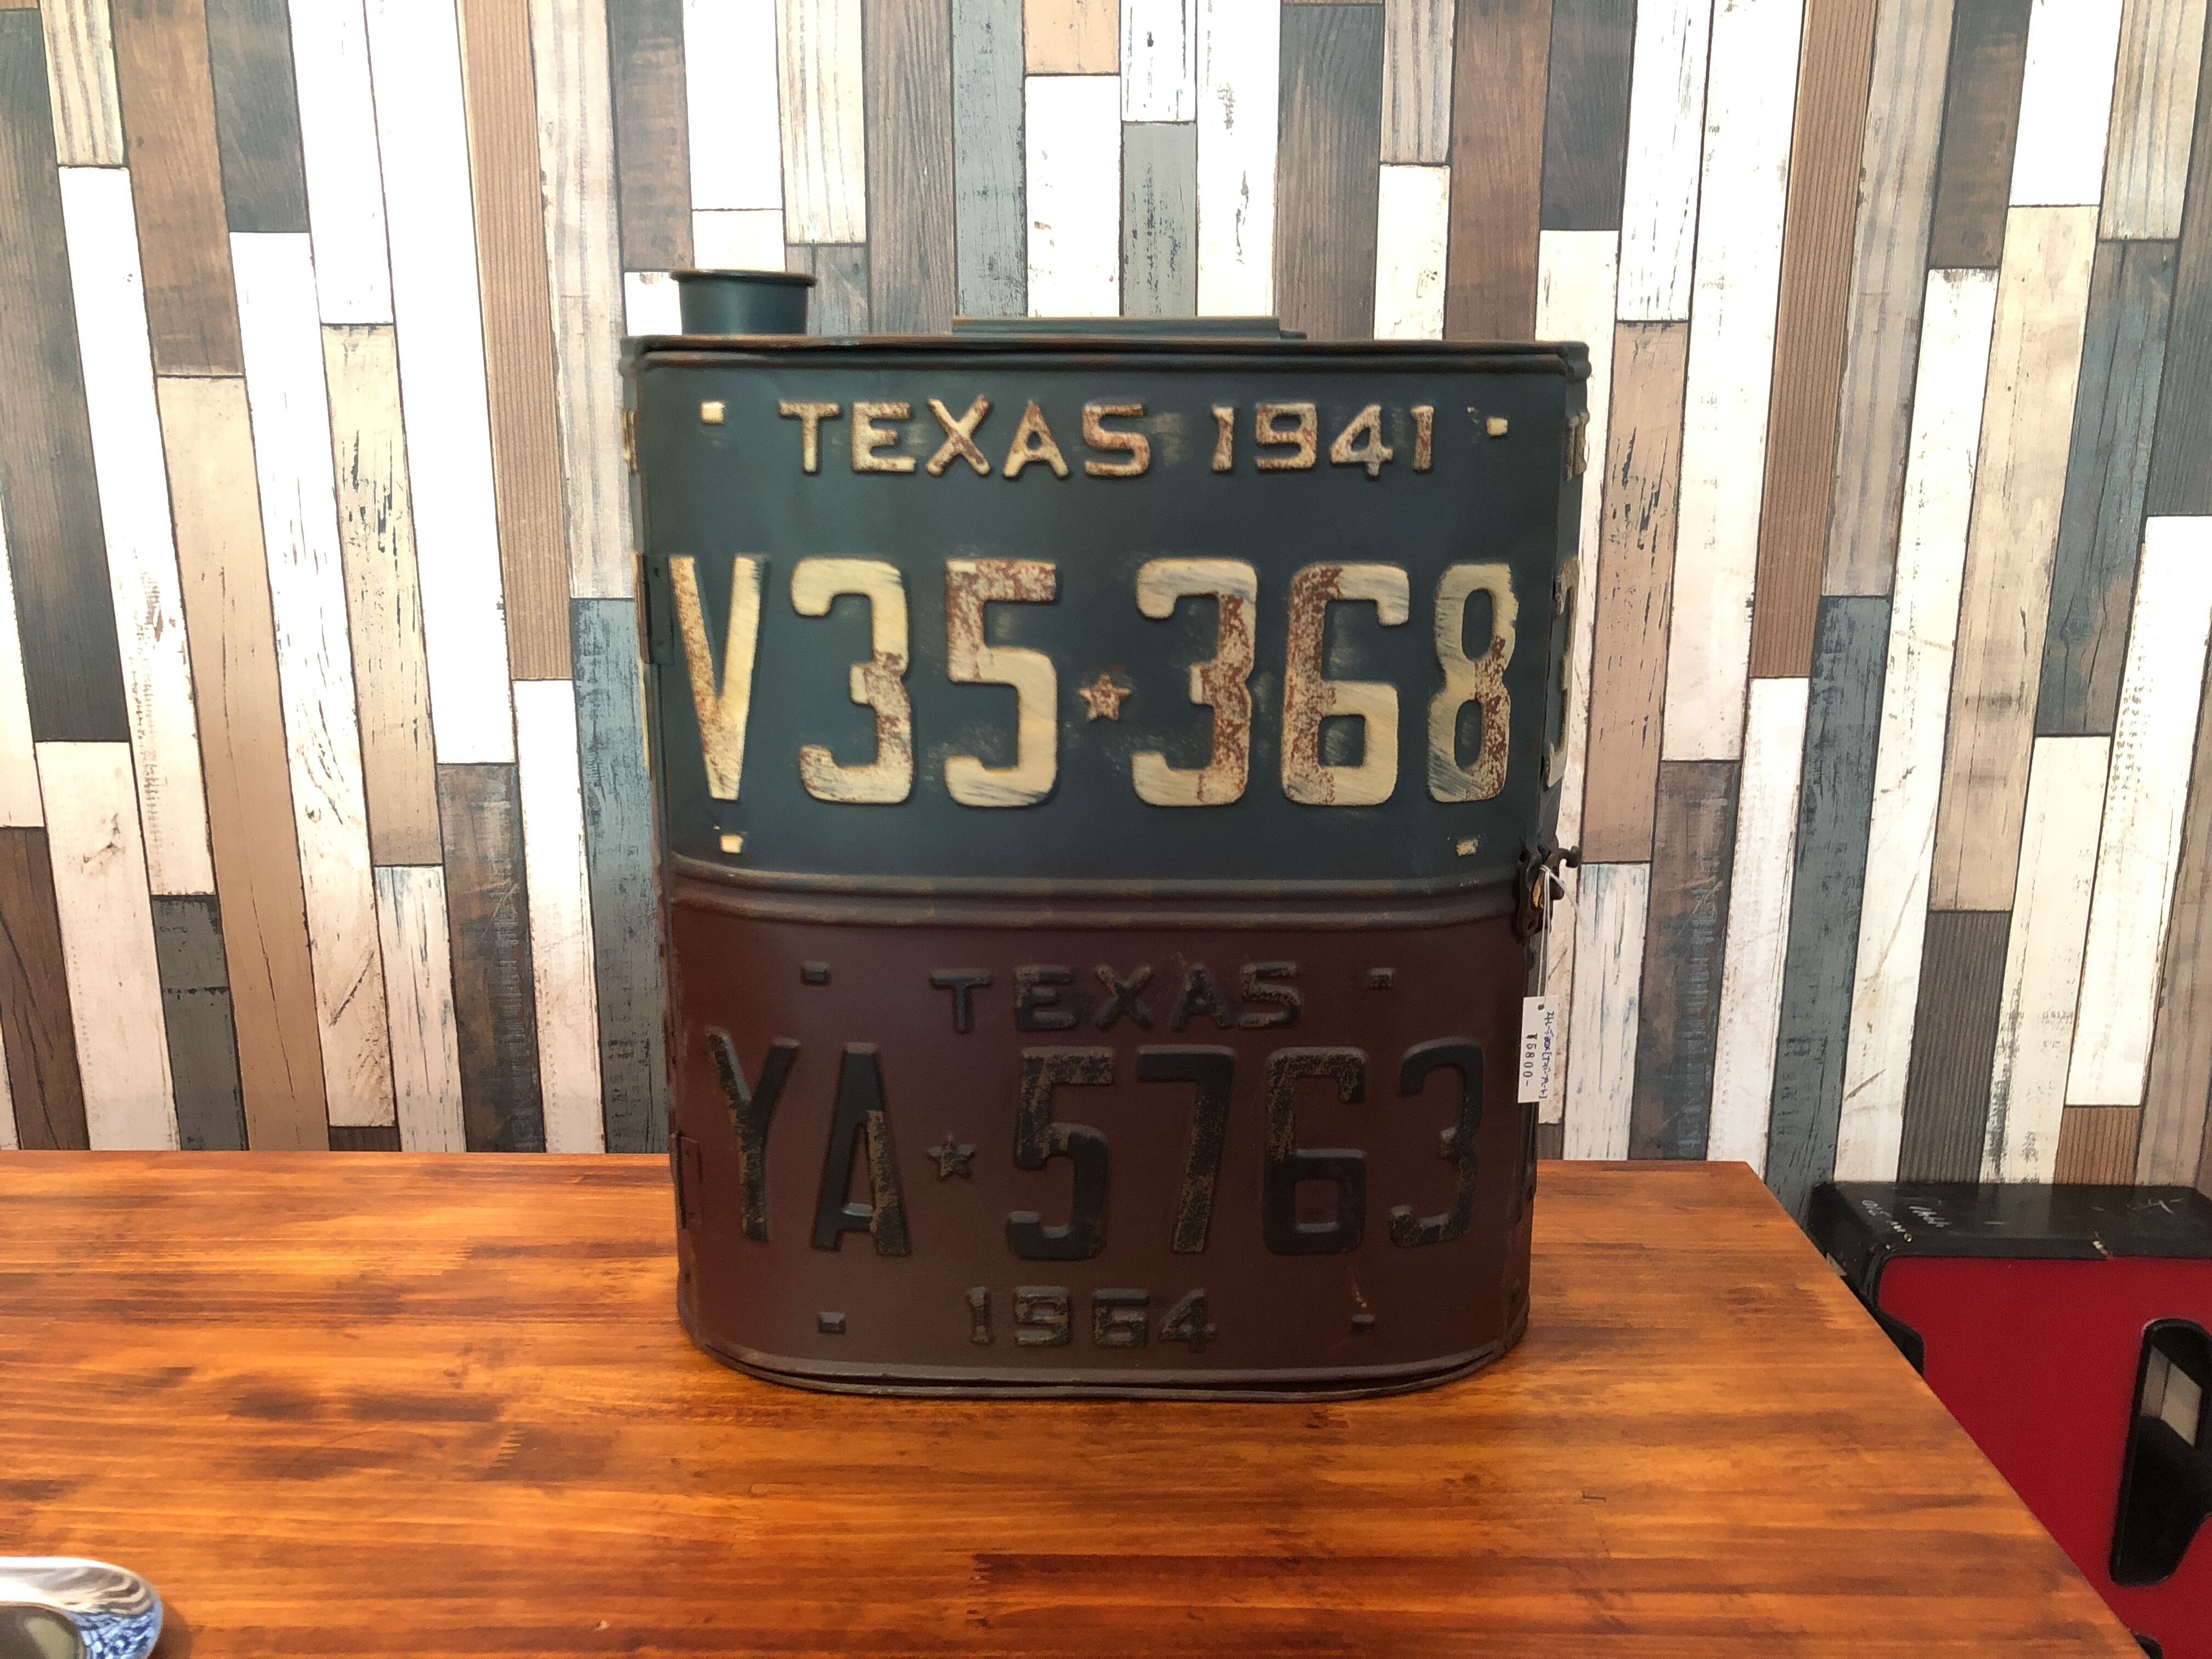 TEXAS 1941
V35★368
TEXAS
YA★5763
1964
¥5800-